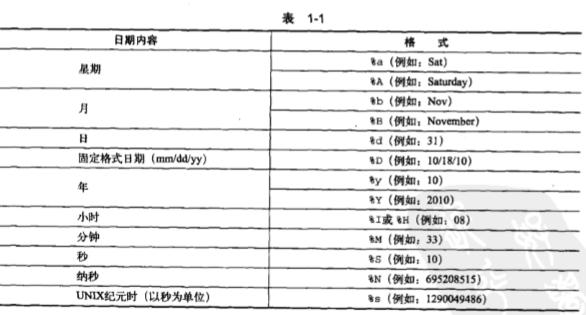 表 1-1
日期内容 格 式
星期 %a（例如：Sat）
%A（例如：Saturday）
月 %b（例如：Nov）
%B（例如：November）
日 %d（例如：31）
固定格式日期（mm/dd/yy） %D（例如：10/18/10）
年 %y（例如：10）
%Y（例如：2010）
小时 %I或%H（例如：08）
分钟 %M（例如：33）
秒 %S（例如：10）
纳秒 %N（例如：695208515）
UNIX纪元时（以秒为单位） %s（例如：1290049486）